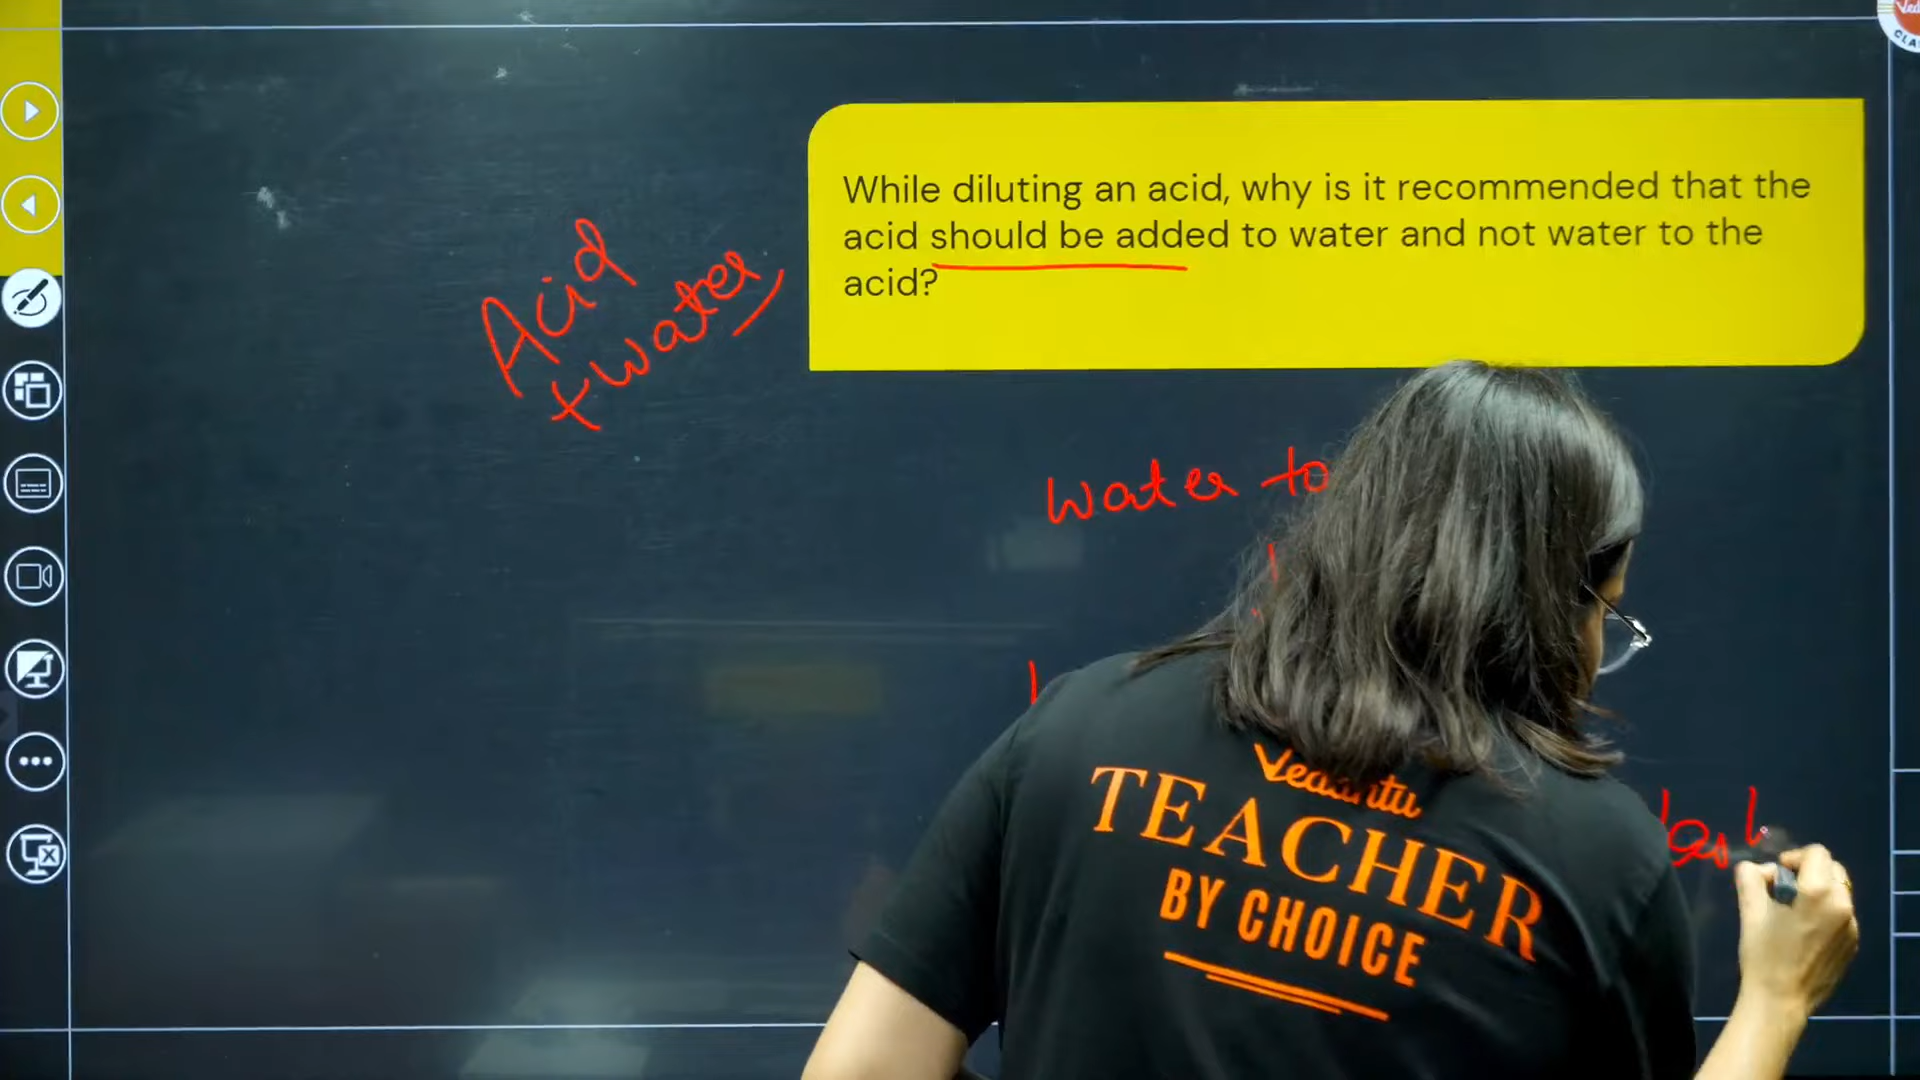 While diluting an acid, why is it recommended that the
acid should be added to water and not water to the
acid?
Acid
+ water
water to
Vedantu
TEACHER
BY CHOICE